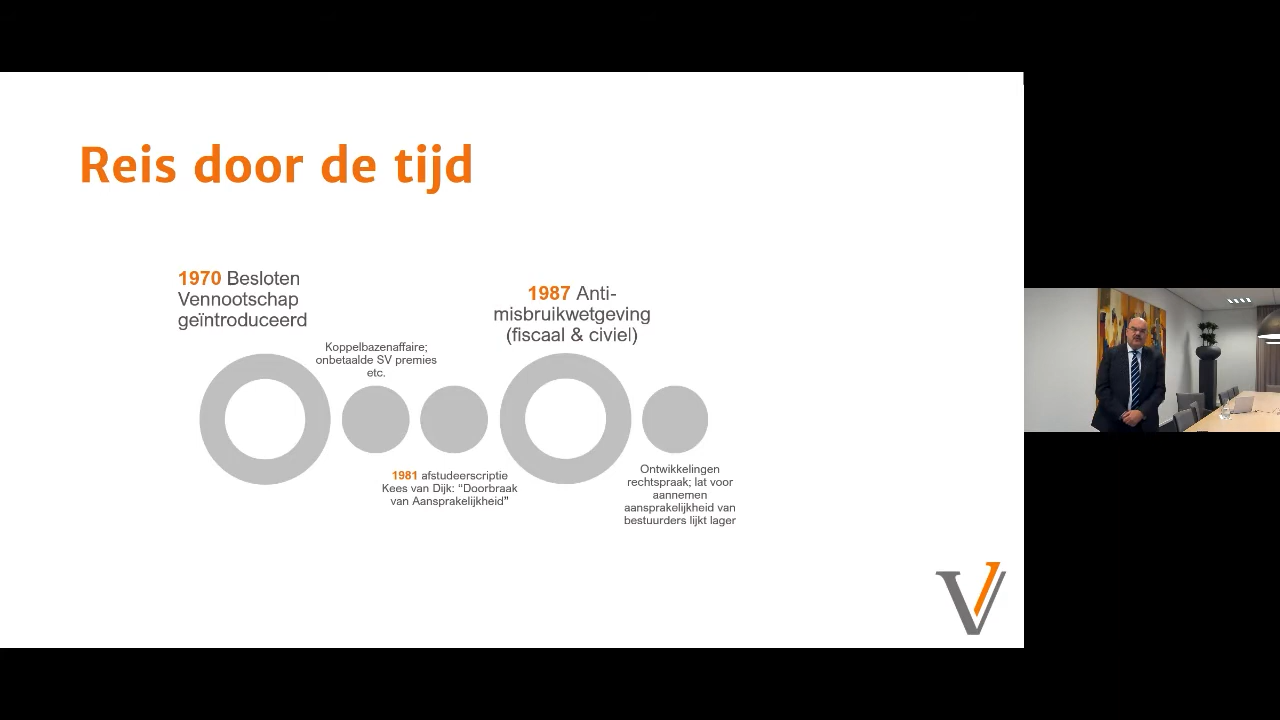 Reis door de tijd
1970 Besloten
Vennootschap
geïntroduceerd
Koppelbazenaffaire;
onbetaalde SV premies
etc.
1981 afstudeerscriptie
Kees van Dijk: “Doorbraak
van Aansprakelijkheid”
1987 Anti-
misbruikwetgeving
(fiscaal & civiel)
Ontwikkelingen
rechtspraak; lat voor
aannemen
aansprakelijkheid van
bestuurders lijkt lager
V